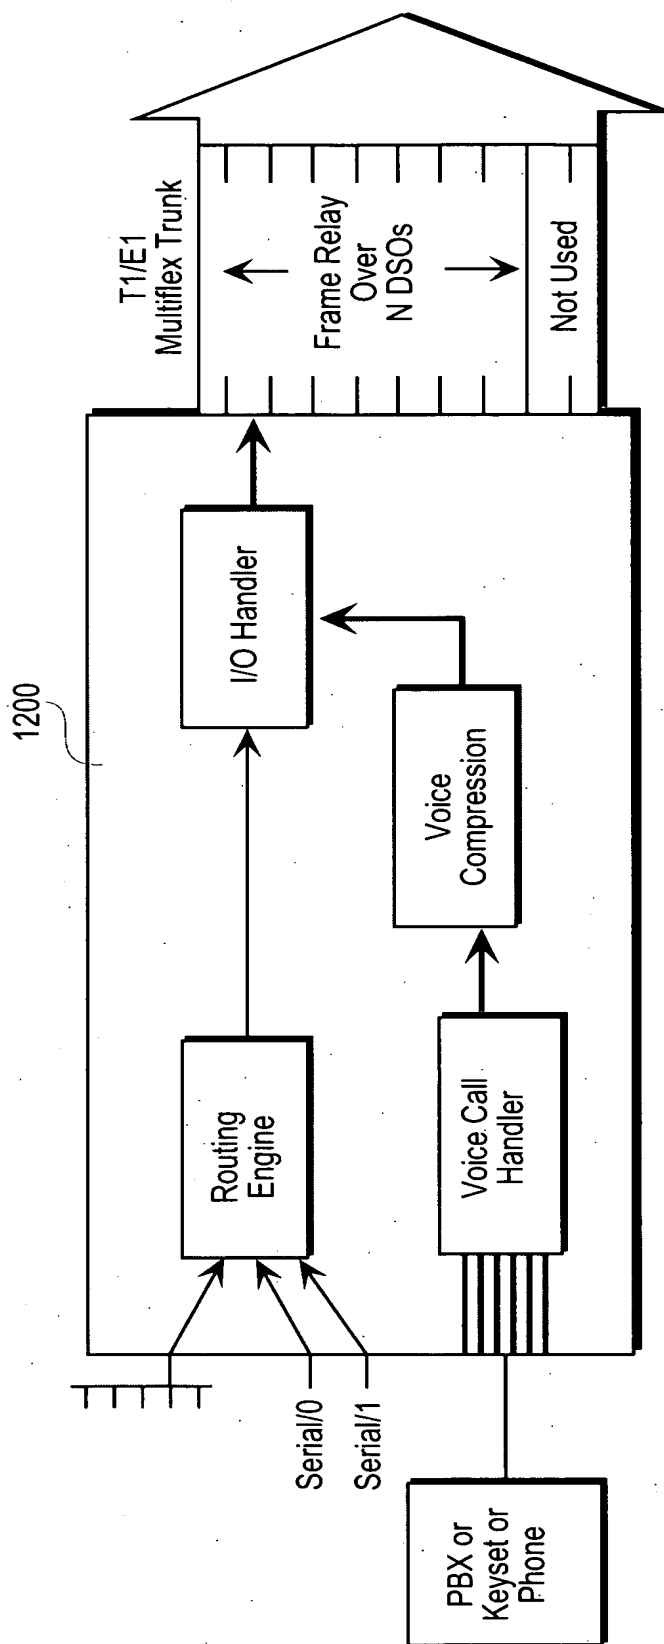 1200
T1/E1
Multiflex Trunk
Frame Relay
Over
N DSOs
Not Used
I/O Handler
Routing
Engine
Voice
Compression
Voice Call
Handler
Serial/0
Serial/1
PBX or
Keyset or
Phone